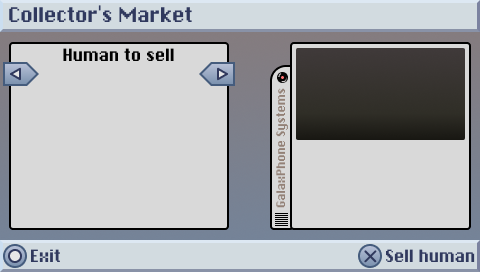 Collector's Market
Human to sell
GalaxPhone Systems
Exit
Sell human